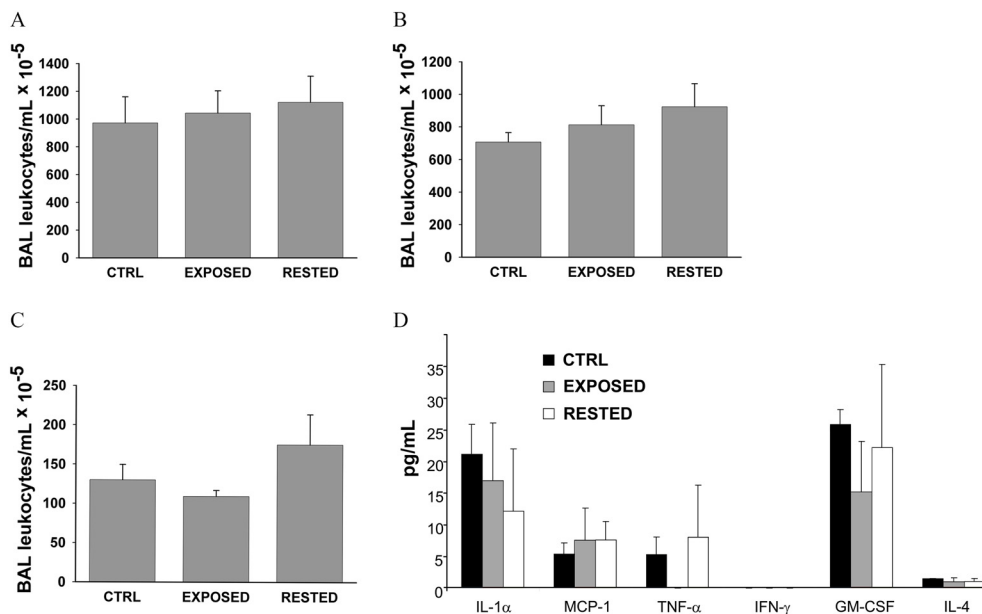 A
BAL leukocytes/mL x 10-5
1400
1200
1000
800
600
400
200
0
CTRL EXPOSED RESTED
B
BAL leukocytes/mL x 10-5
1200
1000
800
600
400
200
0
CTRL EXPOSED RESTED
C
BAL leukocytes/mL x 10-5
250
200
150
100
50
0
CTRL EXPOSED RESTED
D
pg/mL
35
30
25
20
15
10
5
0
CTRL
EXPOSED
RESTED
IL-1α MCP-1 TNF-α IFN-γ GM-CSF IL-4